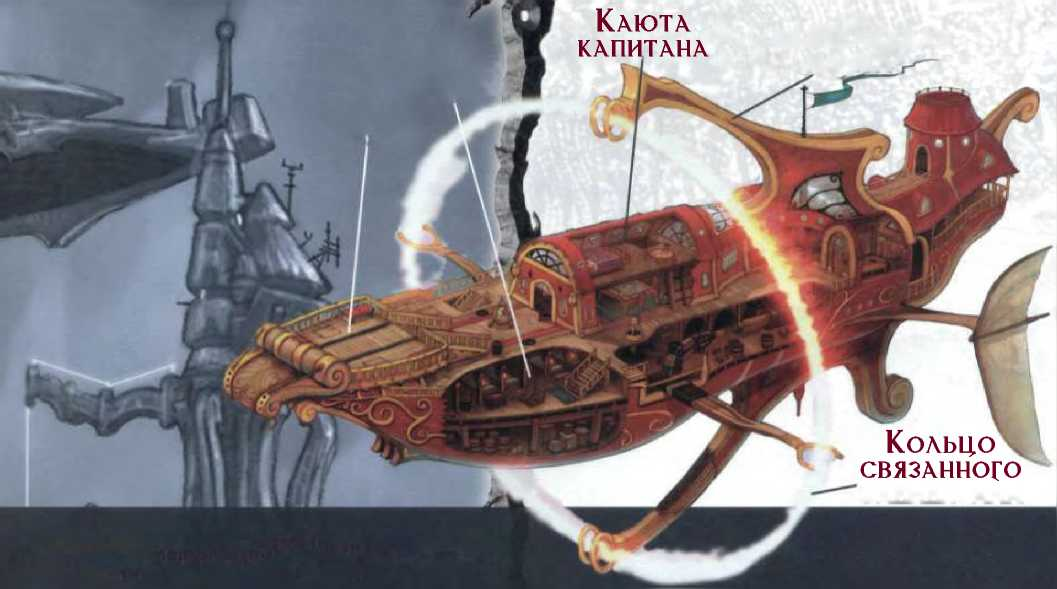 Каюта
капитана
Кольцо
связанного